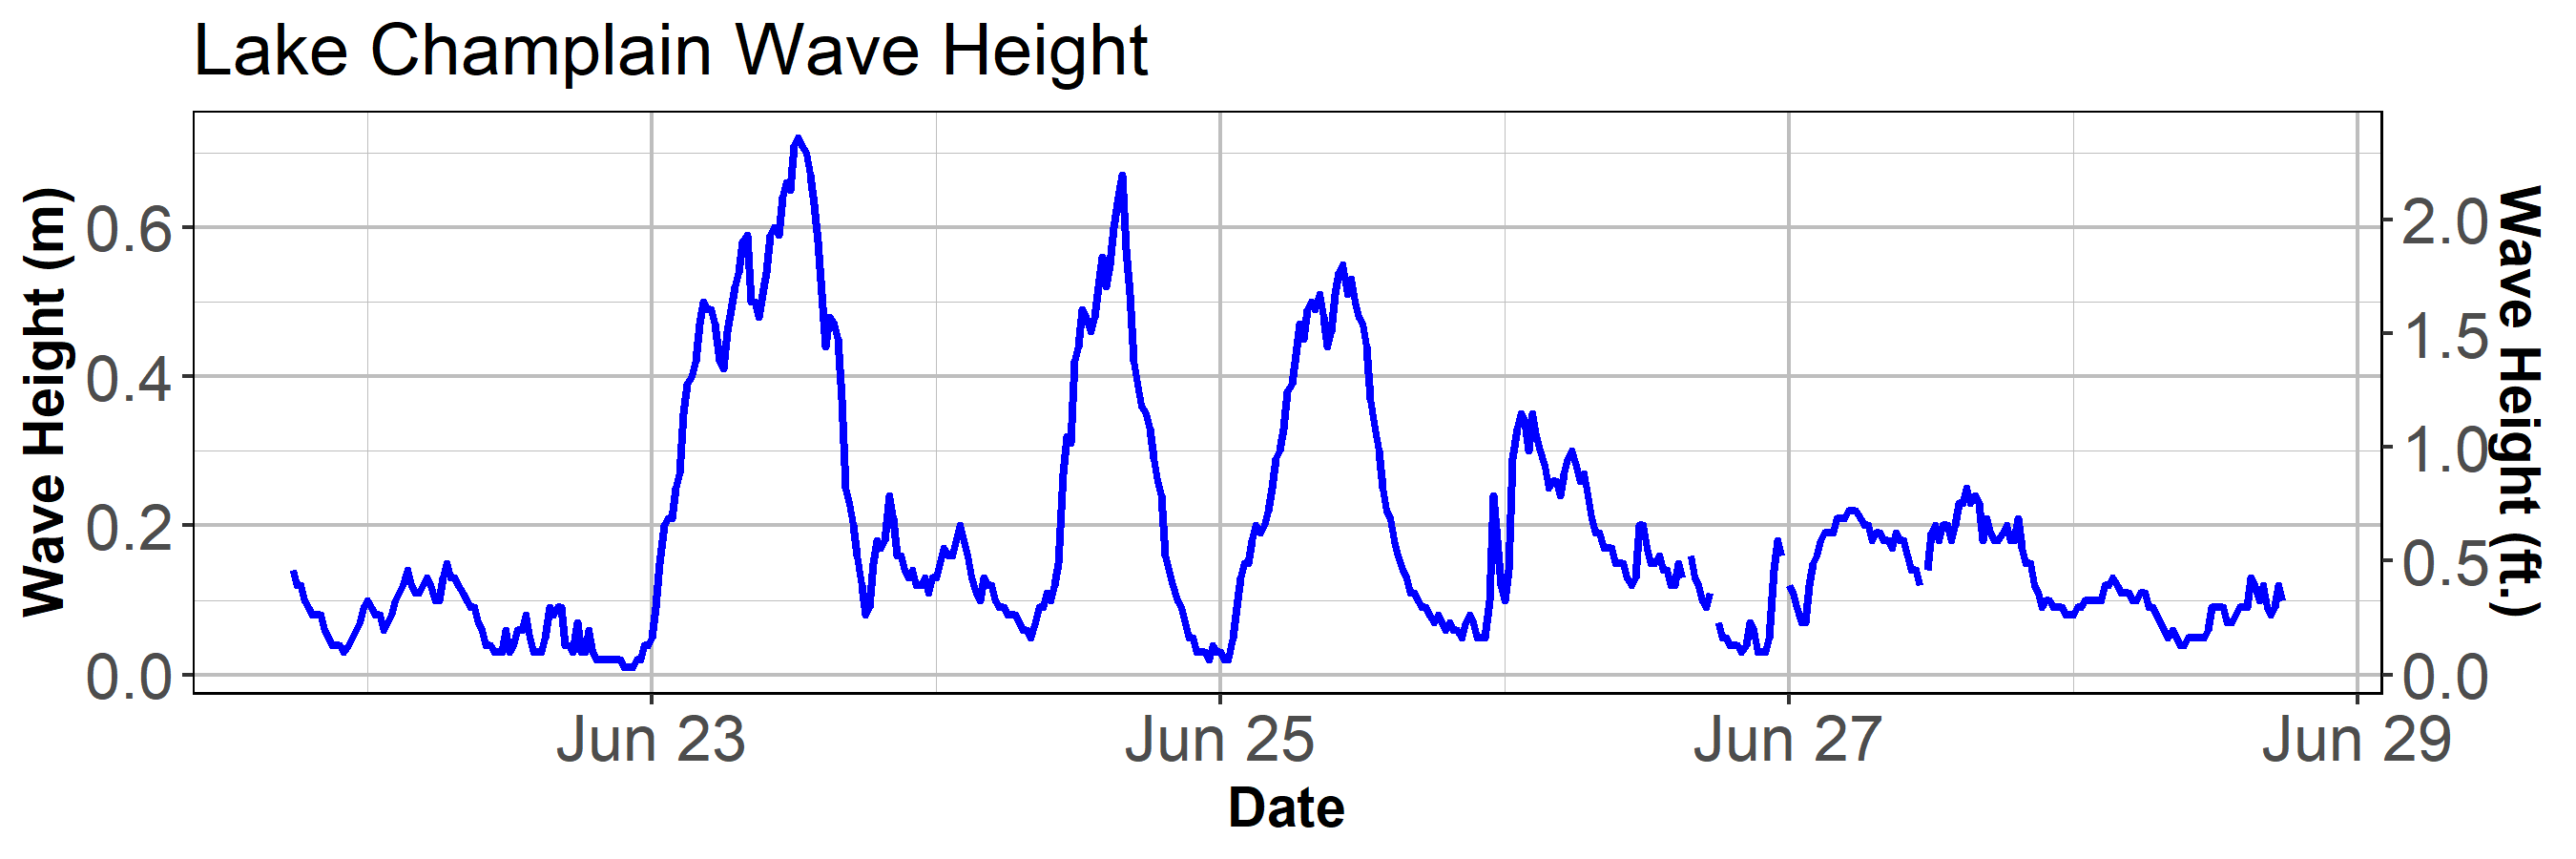 Lake Champlain Wave Height
Wave Height (m)
0.6
0.4
0.2
0.0
2.0
1.5
1.0
0.5
0.0
Wave Height (ft.)
Jun 23
Jun 25
Jun 27
Jun 29
Date